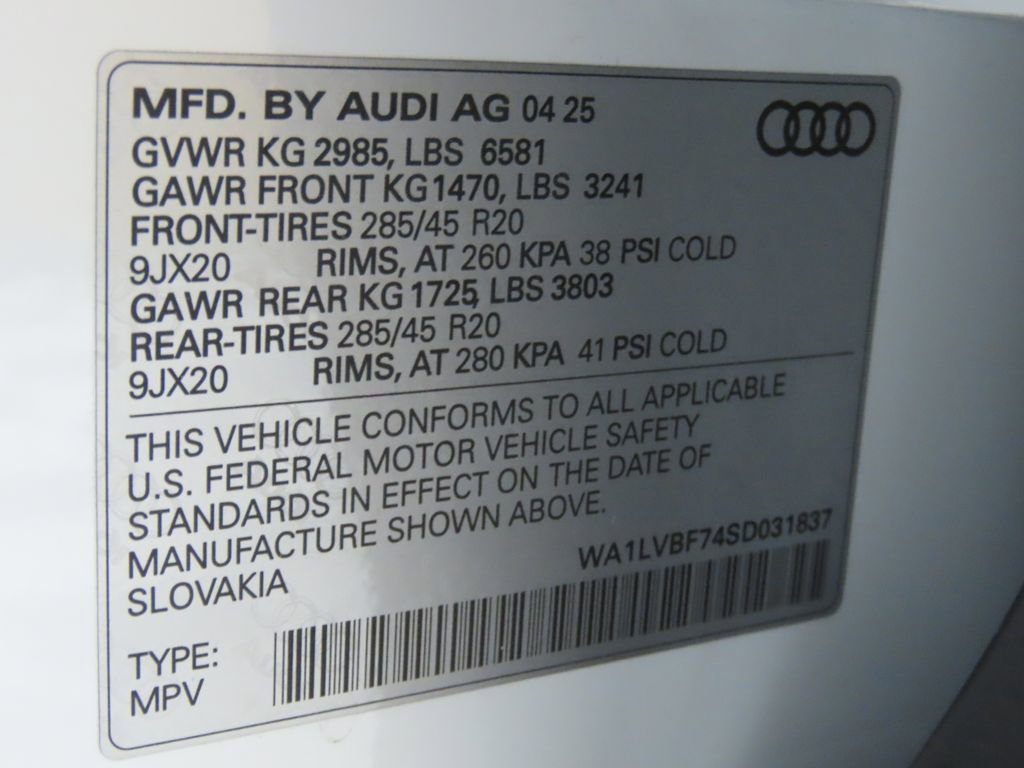 MFD. BY AUDI AG 04 25
GVWR KG 2985, LBS 6581
GAWR FRONT KG1470, LBS 3241
FRONT-TIRES 285/45 R20
9JX20 RIMS, AT 260 KPA 38 PSI COLD
GAWR REAR KG1725, LBS 3803
REAR-TIRES 285/45 R20
9JX20 RIMS, AT 280 KPA 41 PSI COLD
THIS VEHICLE CONFORMS TO ALL APPLICABLE
U.S. FEDERAL MOTOR VEHICLE SAFETY
STANDARDS IN EFFECT ON THE DATE OF
MANUFACTURE SHOWN ABOVE.
SLOVAKIA
WA1LVBF74SD031837
TYPE:
MPV